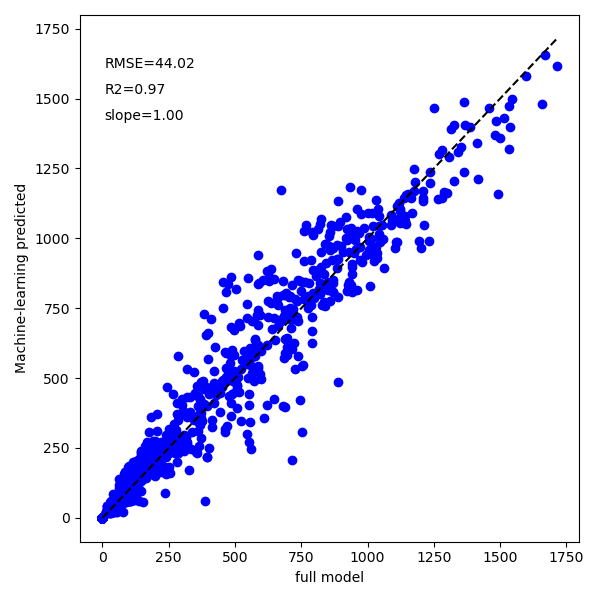 RMSE=44.02
R2=0.97
slope=1.00
Machine-learning predicted
1750
1500
1250
1000
750
500
250
0
0 250 500 750 1000 1250 1500 1750
full model